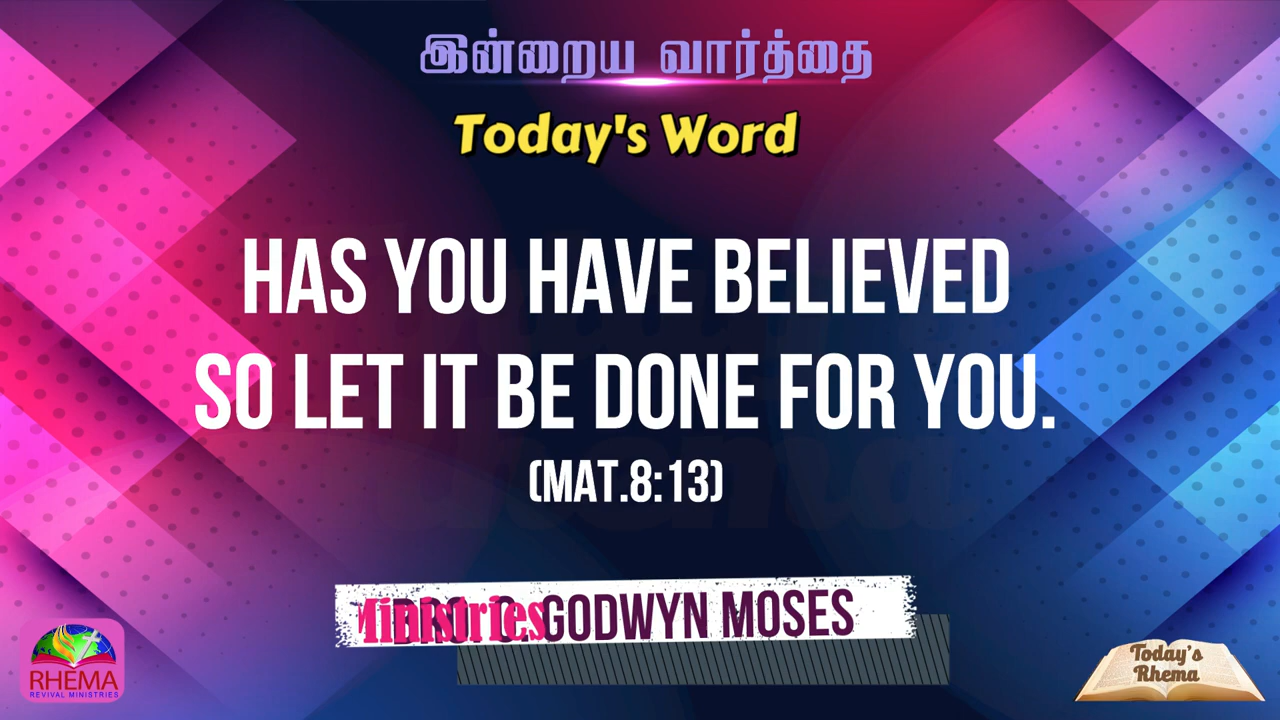 இன்றைய வார்த்தை
Today's Word
HAS YOU HAVE BELIEVED
SO LET IT BE DONE FOR YOU.
(MAT.8:13)
Ministries GODWYN MOSES
RHEMA
REVIVAL MINISTRIES
Today's
Rhema